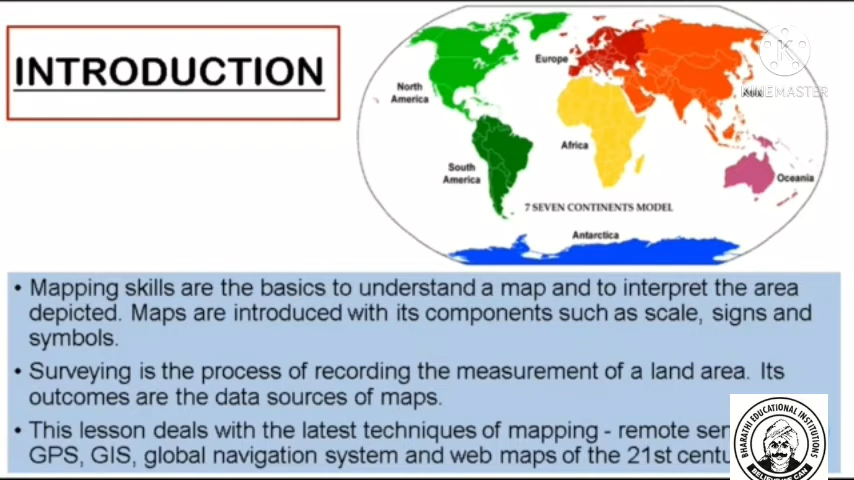 INTRODUCTION
North
America
Europe
Asia
KINEMASTER
Africa
South
America
Oceania
7 SEVEN CONTINENTS MODEL
Antarctica
• Mapping skills are the basics to understand a map and to interpret the area
depicted. Maps are introduced with its components such as scale, signs and
symbols.
• Surveying is the process of recording the measurement of a land area. Its
outcomes are the data sources of maps.
• This lesson deals with the latest techniques of mapping - remote
GPS, GIS, global navigation system and web maps of the 21st
BHARATHI EDUCATIONAL INSTITUTIONS